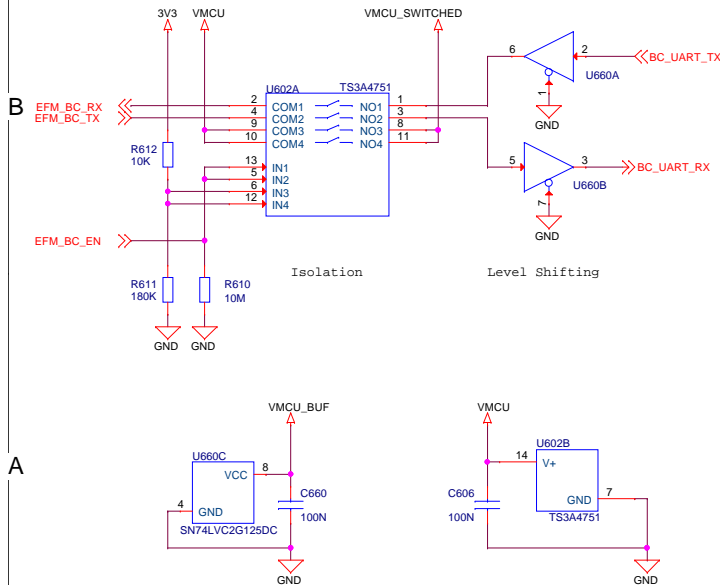 3V3
VMCU
VMCU_SWITCHED
6
2
BC_UART_TX
U660A
1
GND
U602A
TS3A4751
B
EFM_BC_RX
2
COM1
NO1
1
EFM_BC_TX
4
COM2
NO2
3
9
COM3
NO3
8
10
COM4
NO4
11
R612
10K
13
IN1
5
IN2
6
IN3
12
IN4
5
3
BC_UART_RX
U660B
7
GND
EFM_BC_EN
Isolation
Level Shifting
R611
180K
R610
10M
GND
GND
VMCU_BUF
VMCU
A
U660C
VCC
8
4
GND
SN74LVC2G125DC
C660
100N
GND
U602B
14
V+
C606
100N
GND
7
TS3A4751
GND